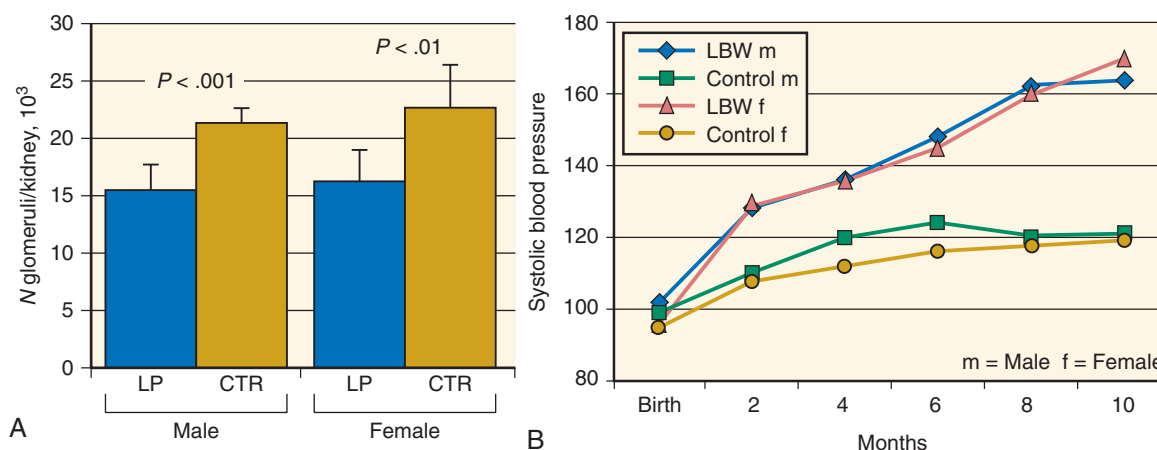 30
25
20
15
10
5
0
N glomeruli/kidney, 10³
P < .001
P < .01
LP
CTR
LP
CTR
Male
Female
A
180
160
140
120
100
80
Systolic blood pressure
LBW m
Control m
LBW f
Control f
m = Male f = Female
Birth
2
4
6
8
10
Months
B